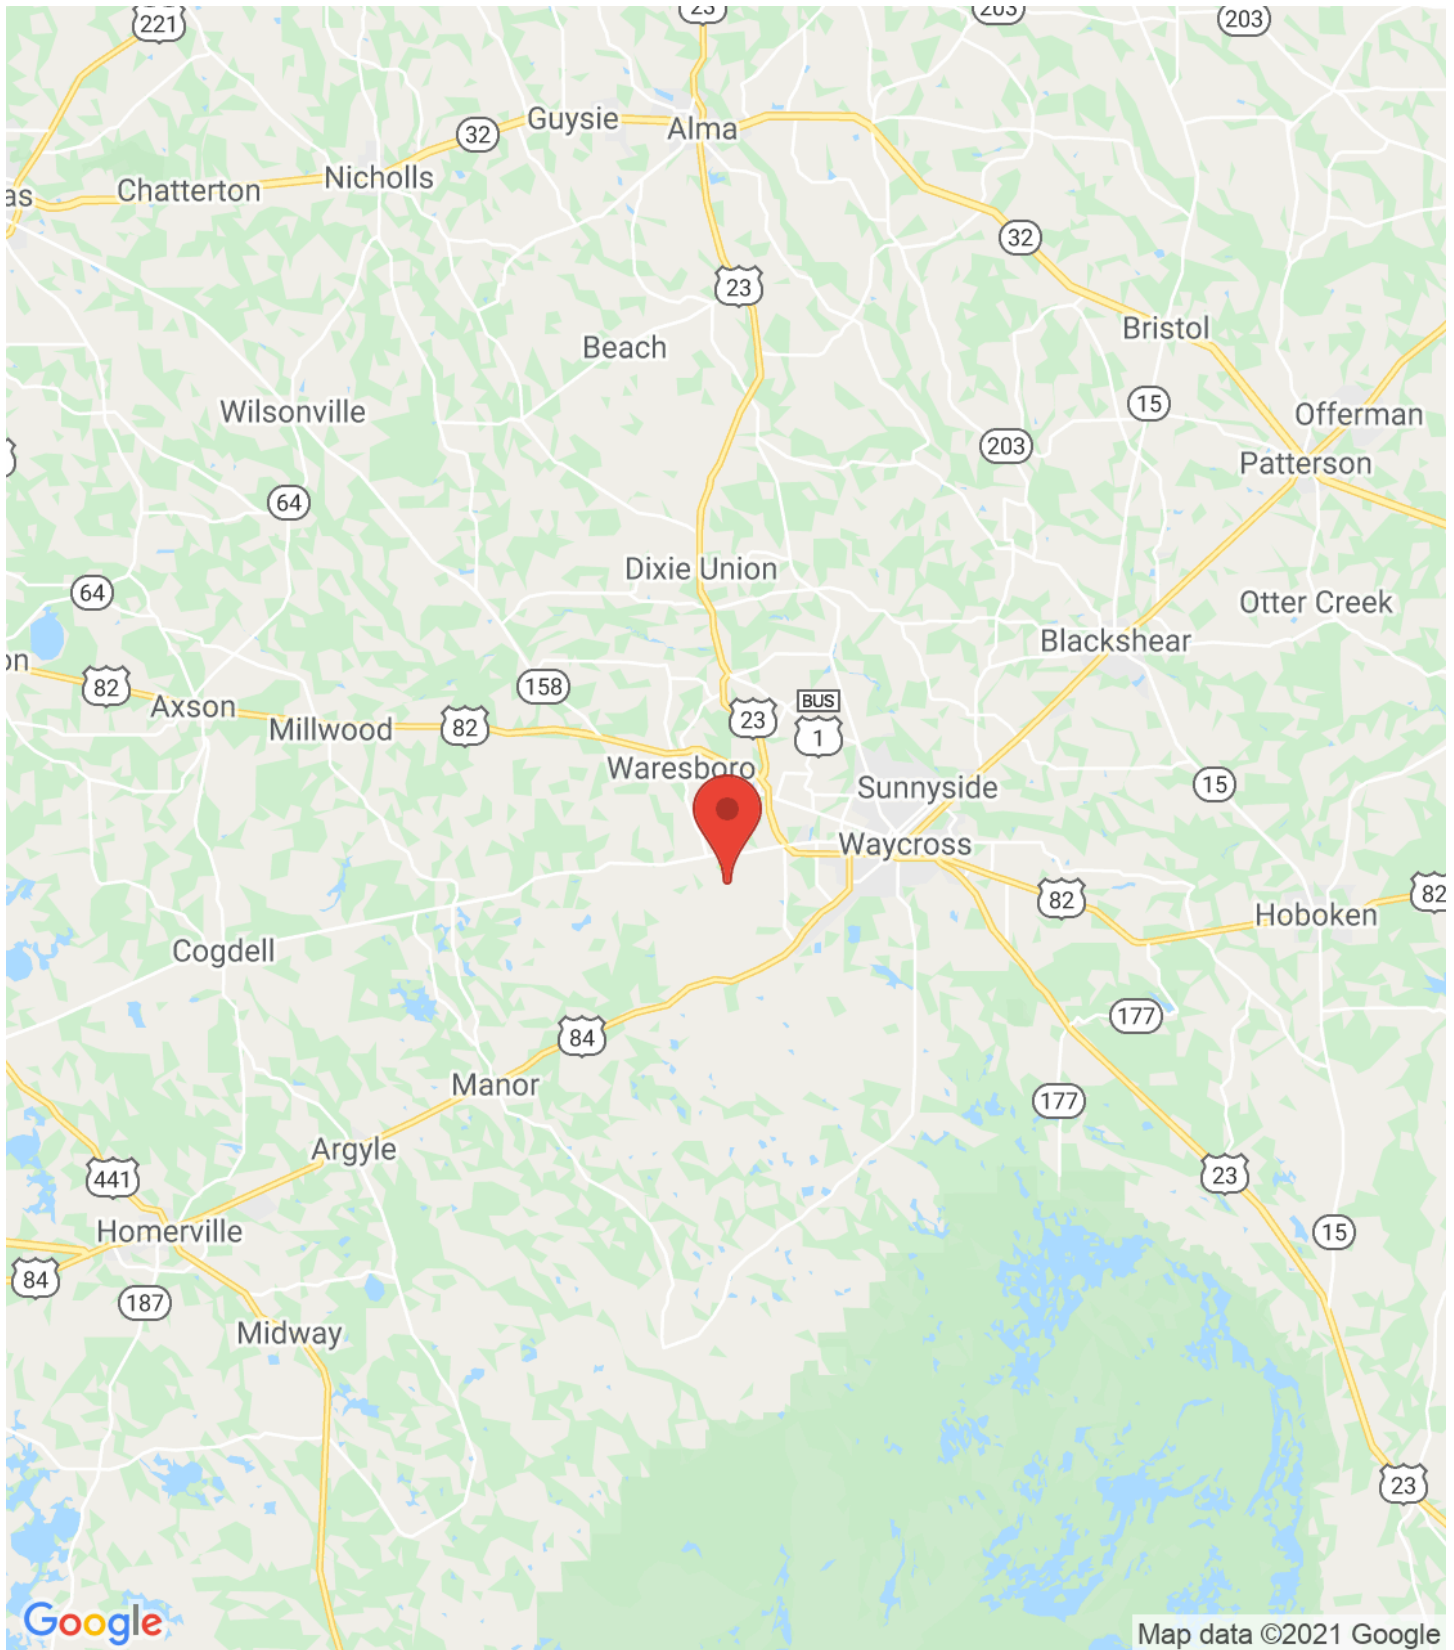 221
23
203
203
Guysie
Alma
32
Chatterton
Nicholls
as
32
23
Bristol
Beach
15
Offerman
Wilsonville
203
Patterson
64
Dixie Union
64
Otter Creek
Blackshear
on
82
158
Axson
BUS
23
82
Millwood
1
Waresboro
Sunnyside
15
Waycross
82
82
Hoboken
Cogdell
177
84
Manor
177
Argyle
441
23
Homerville
15
84
187
Midway
23
Google
Map data ©2021 Google